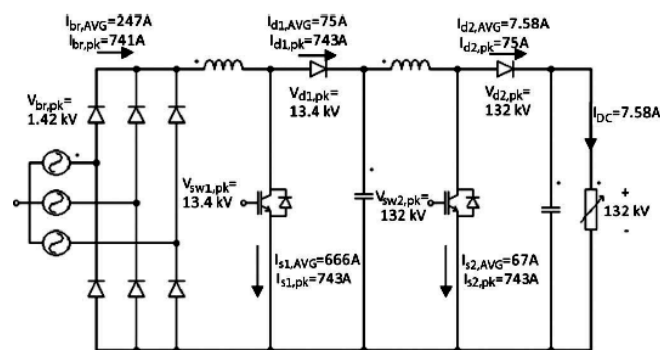 I_br,AVG=247A
I_br,pk=741A
I_d1,AVG=75A
I_d1,pk=743A
I_d2,AVG=7.58A
I_d2,pk=75A
V_br,pk=
1.42 kV
V_d1,pk=
13.4 kV
V_d2,pk=
132 kV
I_DC=7.58A
V_sw1,pk=
13.4 kV
V_sw2,pk=
132 kV
+
132 kV
-
I_s1,AVG=666A
I_s1,pk=743A
I_s2,AVG=67A
I_s2,pk=743A